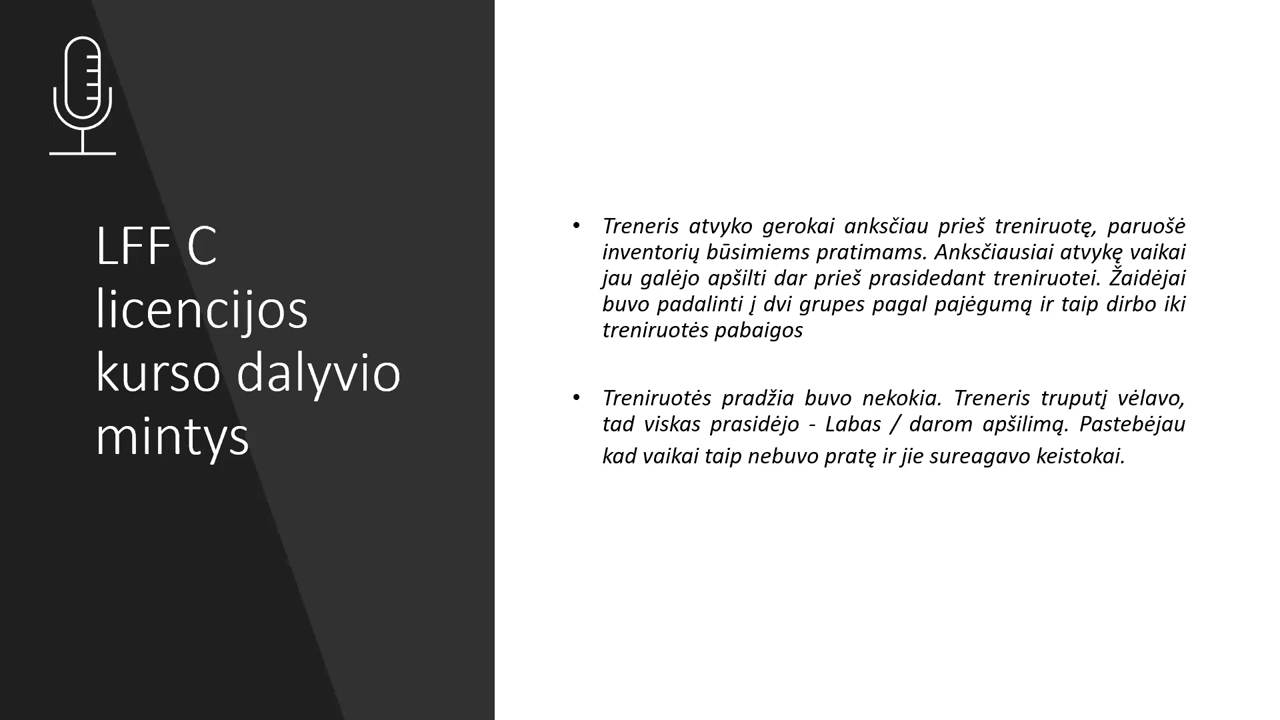 LFF C
licencijos
kurso dalyvio
mintys
• Treneris atvyko gerokai anksčiau prieš treniruotę, paruošė
inventorių būsimiems pratimams. Anksčiausiai atvykę vaikai
jau galėjo apšilti dar prieš prasidedant treniruotei. Žaidėjai
buvo padalinti į dvi grupes pagal pajėgumą ir taip dirbo iki
treniruotės pabaigos
• Treniruotės pradžia buvo nekokia. Treneris truputį vėlavo,
tad viskas prasidėjo - Labas / darom apšilimą. Pastebėjau
kad vaikai taip nebuvo pratę ir jie sureagavo keistokai.